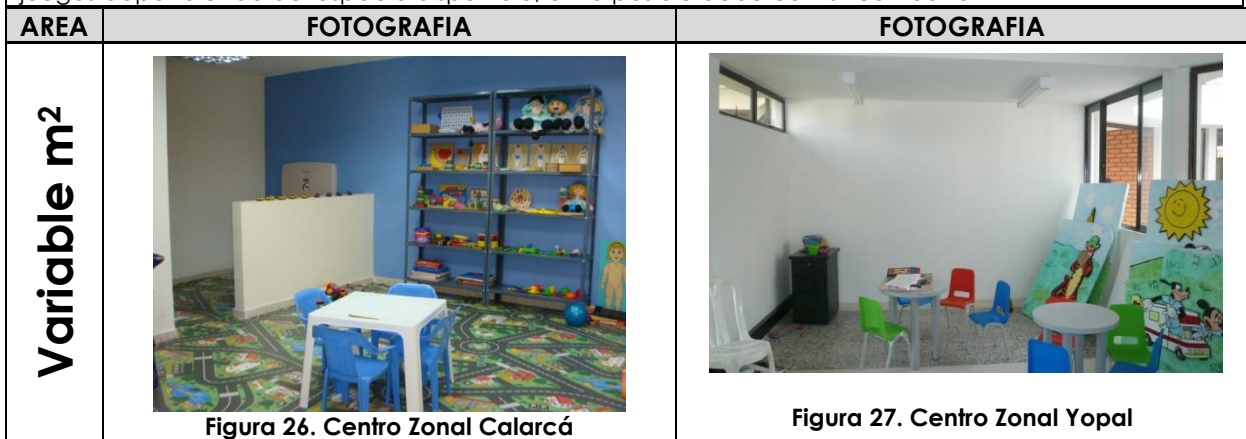 AREA FOTOGRAFIA FOTOGRAFIA
Variable m²
Figura 26. Centro Zonal Calarcá
Figura 27. Centro Zonal Yopal